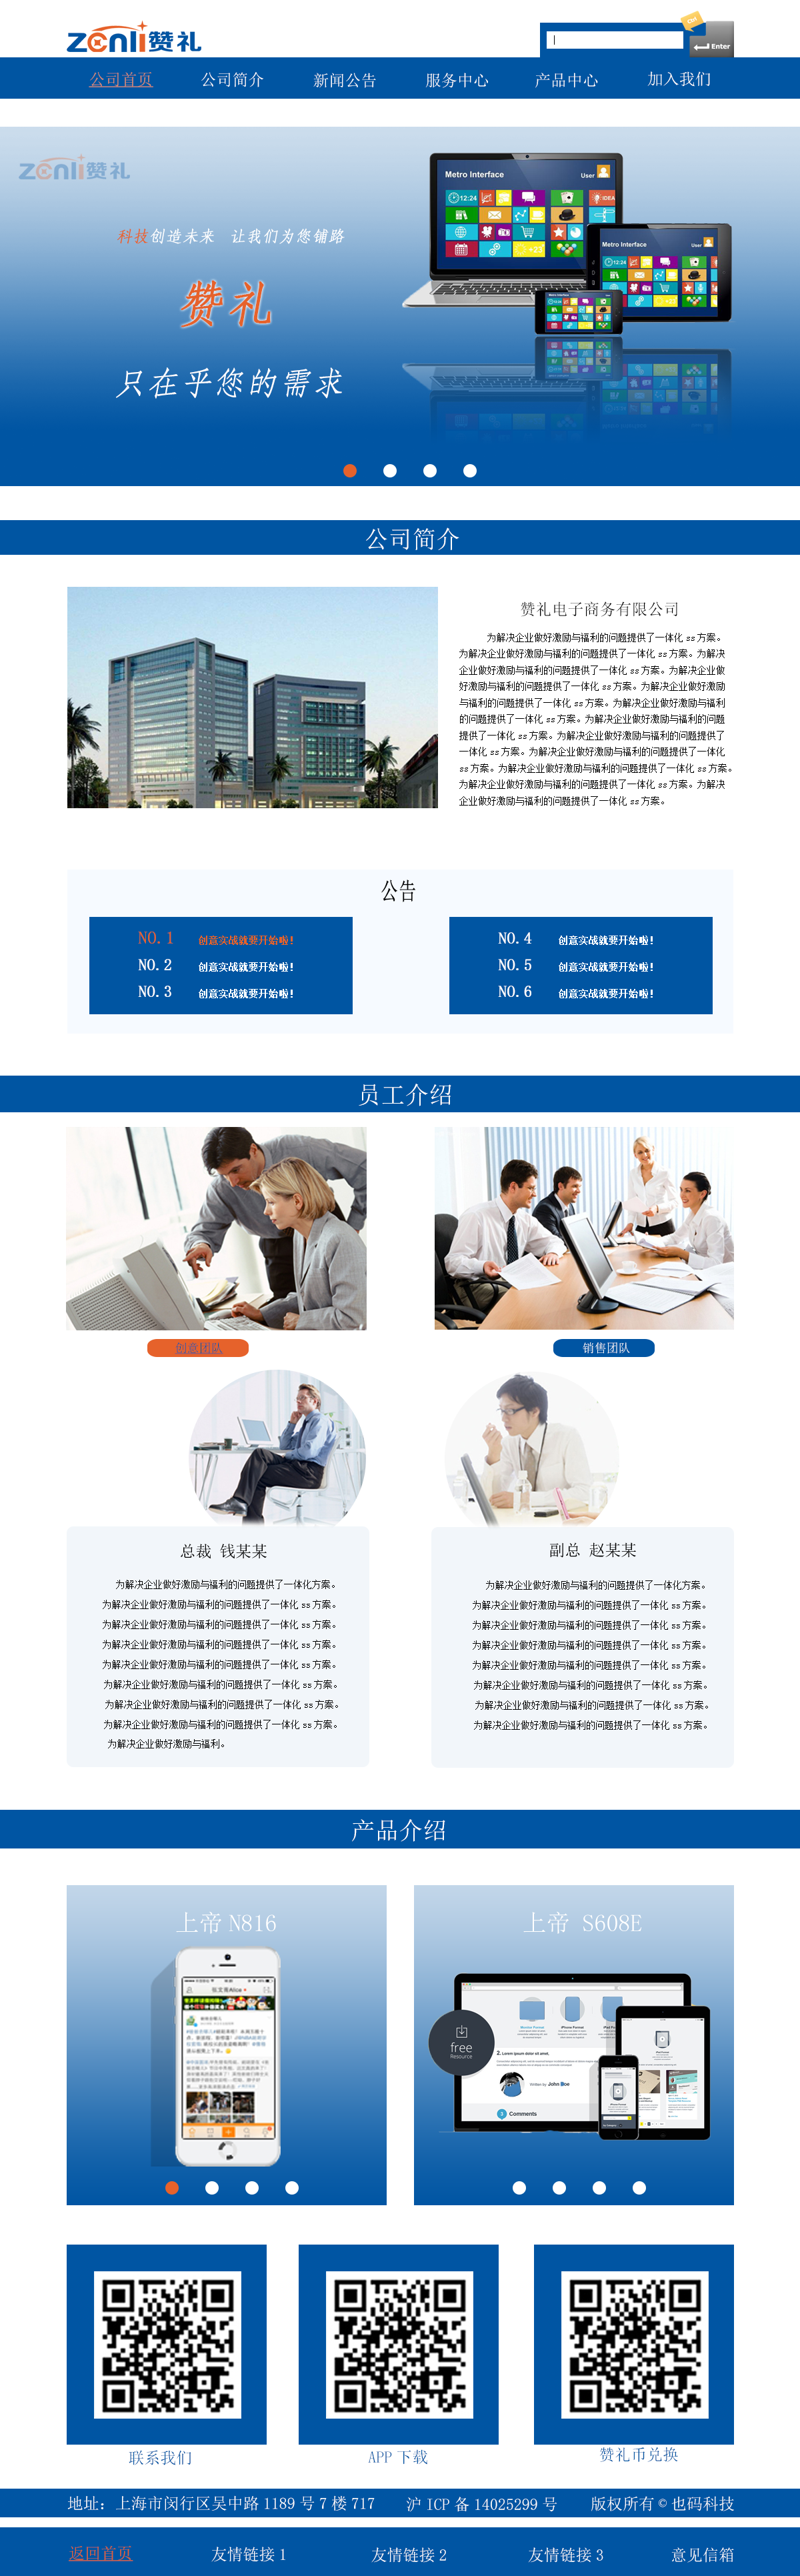 zenli赞礼
Ctrl
Enter
公司首页 公司简介 新闻公告 服务中心 产品中心 加入我们
zenli赞礼
科技创造未来 让我们为您铺路
赞礼
只在乎您的需求
Metro Interface User
12:24
IDEA
+23°
Metro Interface User
12:24
Metro Interface
公司简介
赞礼电子商务有限公司
为解决企业做好激励与福利的问题提供了一体化 ss 方案。
为解决企业做好激励与福利的问题提供了一体化 ss 方案。为解决
企业做好激励与福利的问题提供了一体化 ss 方案。为解决企业做
好激励与福利的问题提供了一体化 ss 方案。为解决企业做好激励
与福利的问题提供了一体化 ss 方案。为解决企业做好激励与福利
的问题提供了一体化 ss 方案。为解决企业做好激励与福利的问题
提供了一体化 ss 方案。为解决企业做好激励与福利的问题提供了
一体化 ss 方案。为解决企业做好激励与福利的问题提供了一体化
ss 方案。为解决企业做好激励与福利的问题提供了一体化 ss 方案。
为解决企业做好激励与福利的问题提供了一体化 ss 方案。为解决
企业做好激励与福利的问题提供了一体化 ss 方案。
公告
NO. 1 创意实战就要开始啦！
NO. 2 创意实战就要开始啦！
NO. 3 创意实战就要开始啦！
NO. 4 创意实战就要开始啦！
NO. 5 创意实战就要开始啦！
NO. 6 创意实战就要开始啦！
员工介绍
创意团队
销售团队
总裁 钱某某
为解决企业做好激励与福利的问题提供了一体化方案。
为解决企业做好激励与福利的问题提供了一体化 ss 方案。
为解决企业做好激励与福利的问题提供了一体化 ss 方案。
为解决企业做好激励与福利的问题提供了一体化 ss 方案。
为解决企业做好激励与福利的问题提供了一体化 ss 方案。
为解决企业做好激励与福利的问题提供了一体化 ss 方案。
为解决企业做好激励与福利的问题提供了一体化 ss 方案。
为解决企业做好激励与福利的问题提供了一体化 ss 方案。
为解决企业做好激励与福利。
副总 赵某某
为解决企业做好激励与福利的问题提供了一体化方案。
为解决企业做好激励与福利的问题提供了一体化 ss 方案。
为解决企业做好激励与福利的问题提供了一体化 ss 方案。
为解决企业做好激励与福利的问题提供了一体化 ss 方案。
为解决企业做好激励与福利的问题提供了一体化 ss 方案。
为解决企业做好激励与福利的问题提供了一体化 ss 方案。
为解决企业做好激励与福利的问题提供了一体化 ss 方案。
为解决企业做好激励与福利的问题提供了一体化 ss 方案。
产品介绍
上帝 N816
上帝 S608E
free
Resource
2. Lorem ipsum dolor sit amet,
Written by John Doe
3 Comments
联系我们
APP 下载
赞礼币兑换
地址：上海市闵行区吴中路 1189 号 7 楼 717 沪 ICP 备 14025299 号 版权所有 © 也码科技
返回首页 友情链接 1 友情链接 2 友情链接 3 意见信箱